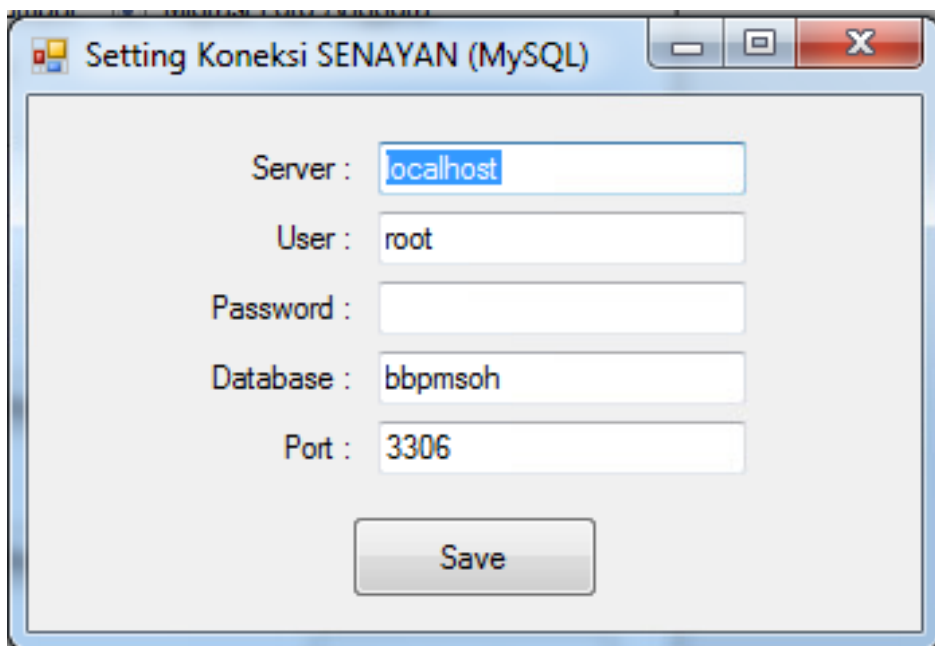 Setting Koneksi SENAYAN (MySQL)
Server : localhost
User : root
Password :
Database : bbpmsoh
Port : 3306
Save